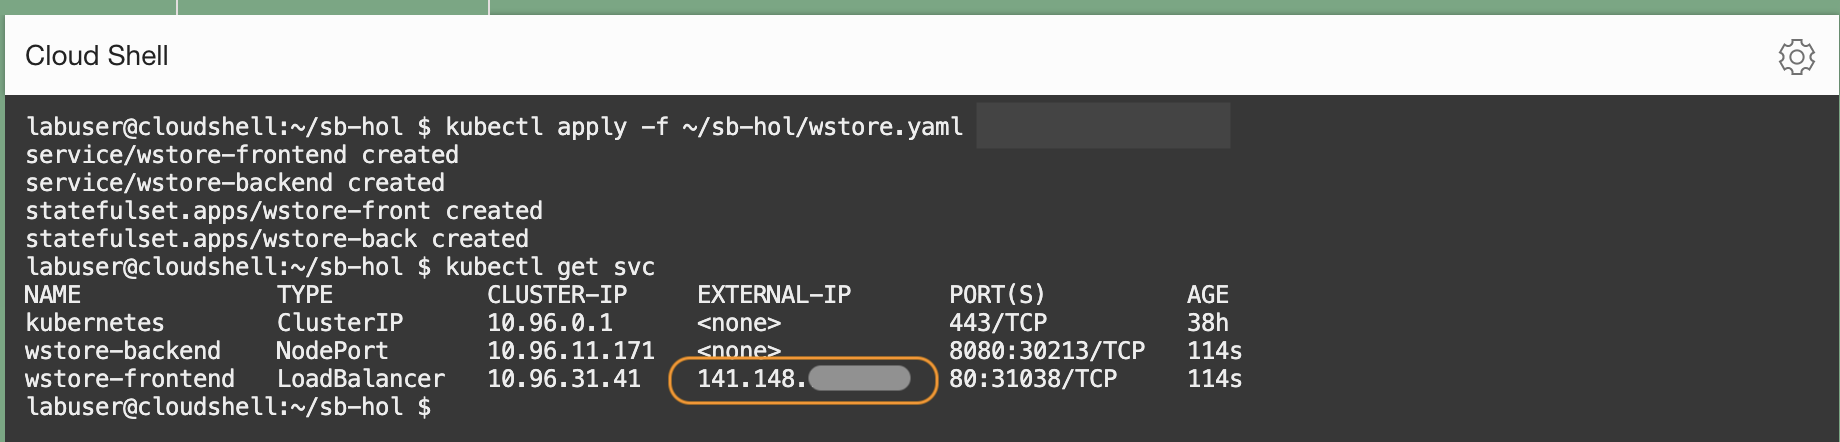 Cloud Shell
labuser@cloudshell:~/sb-hol $ kubectl apply -f ~/sb-hol/wstore.yaml
service/wstore-frontend created
service/wstore-backend created
statefulset.apps/wstore-front created
statefulset.apps/wstore-back created
labuser@cloudshell:~/sb-hol $ kubectl get svc
NAME TYPE CLUSTER-IP EXTERNAL-IP PORT(S) AGE
kubernetes ClusterIP 10.96.0.1 <none> 443/TCP 38h
wstore-backend NodePort 10.96.11.171 <none> 8080:30213/TCP 114s
wstore-frontend LoadBalancer 10.96.31.41 141.148. 80:31038/TCP 114s
labuser@cloudshell:~/sb-hol $